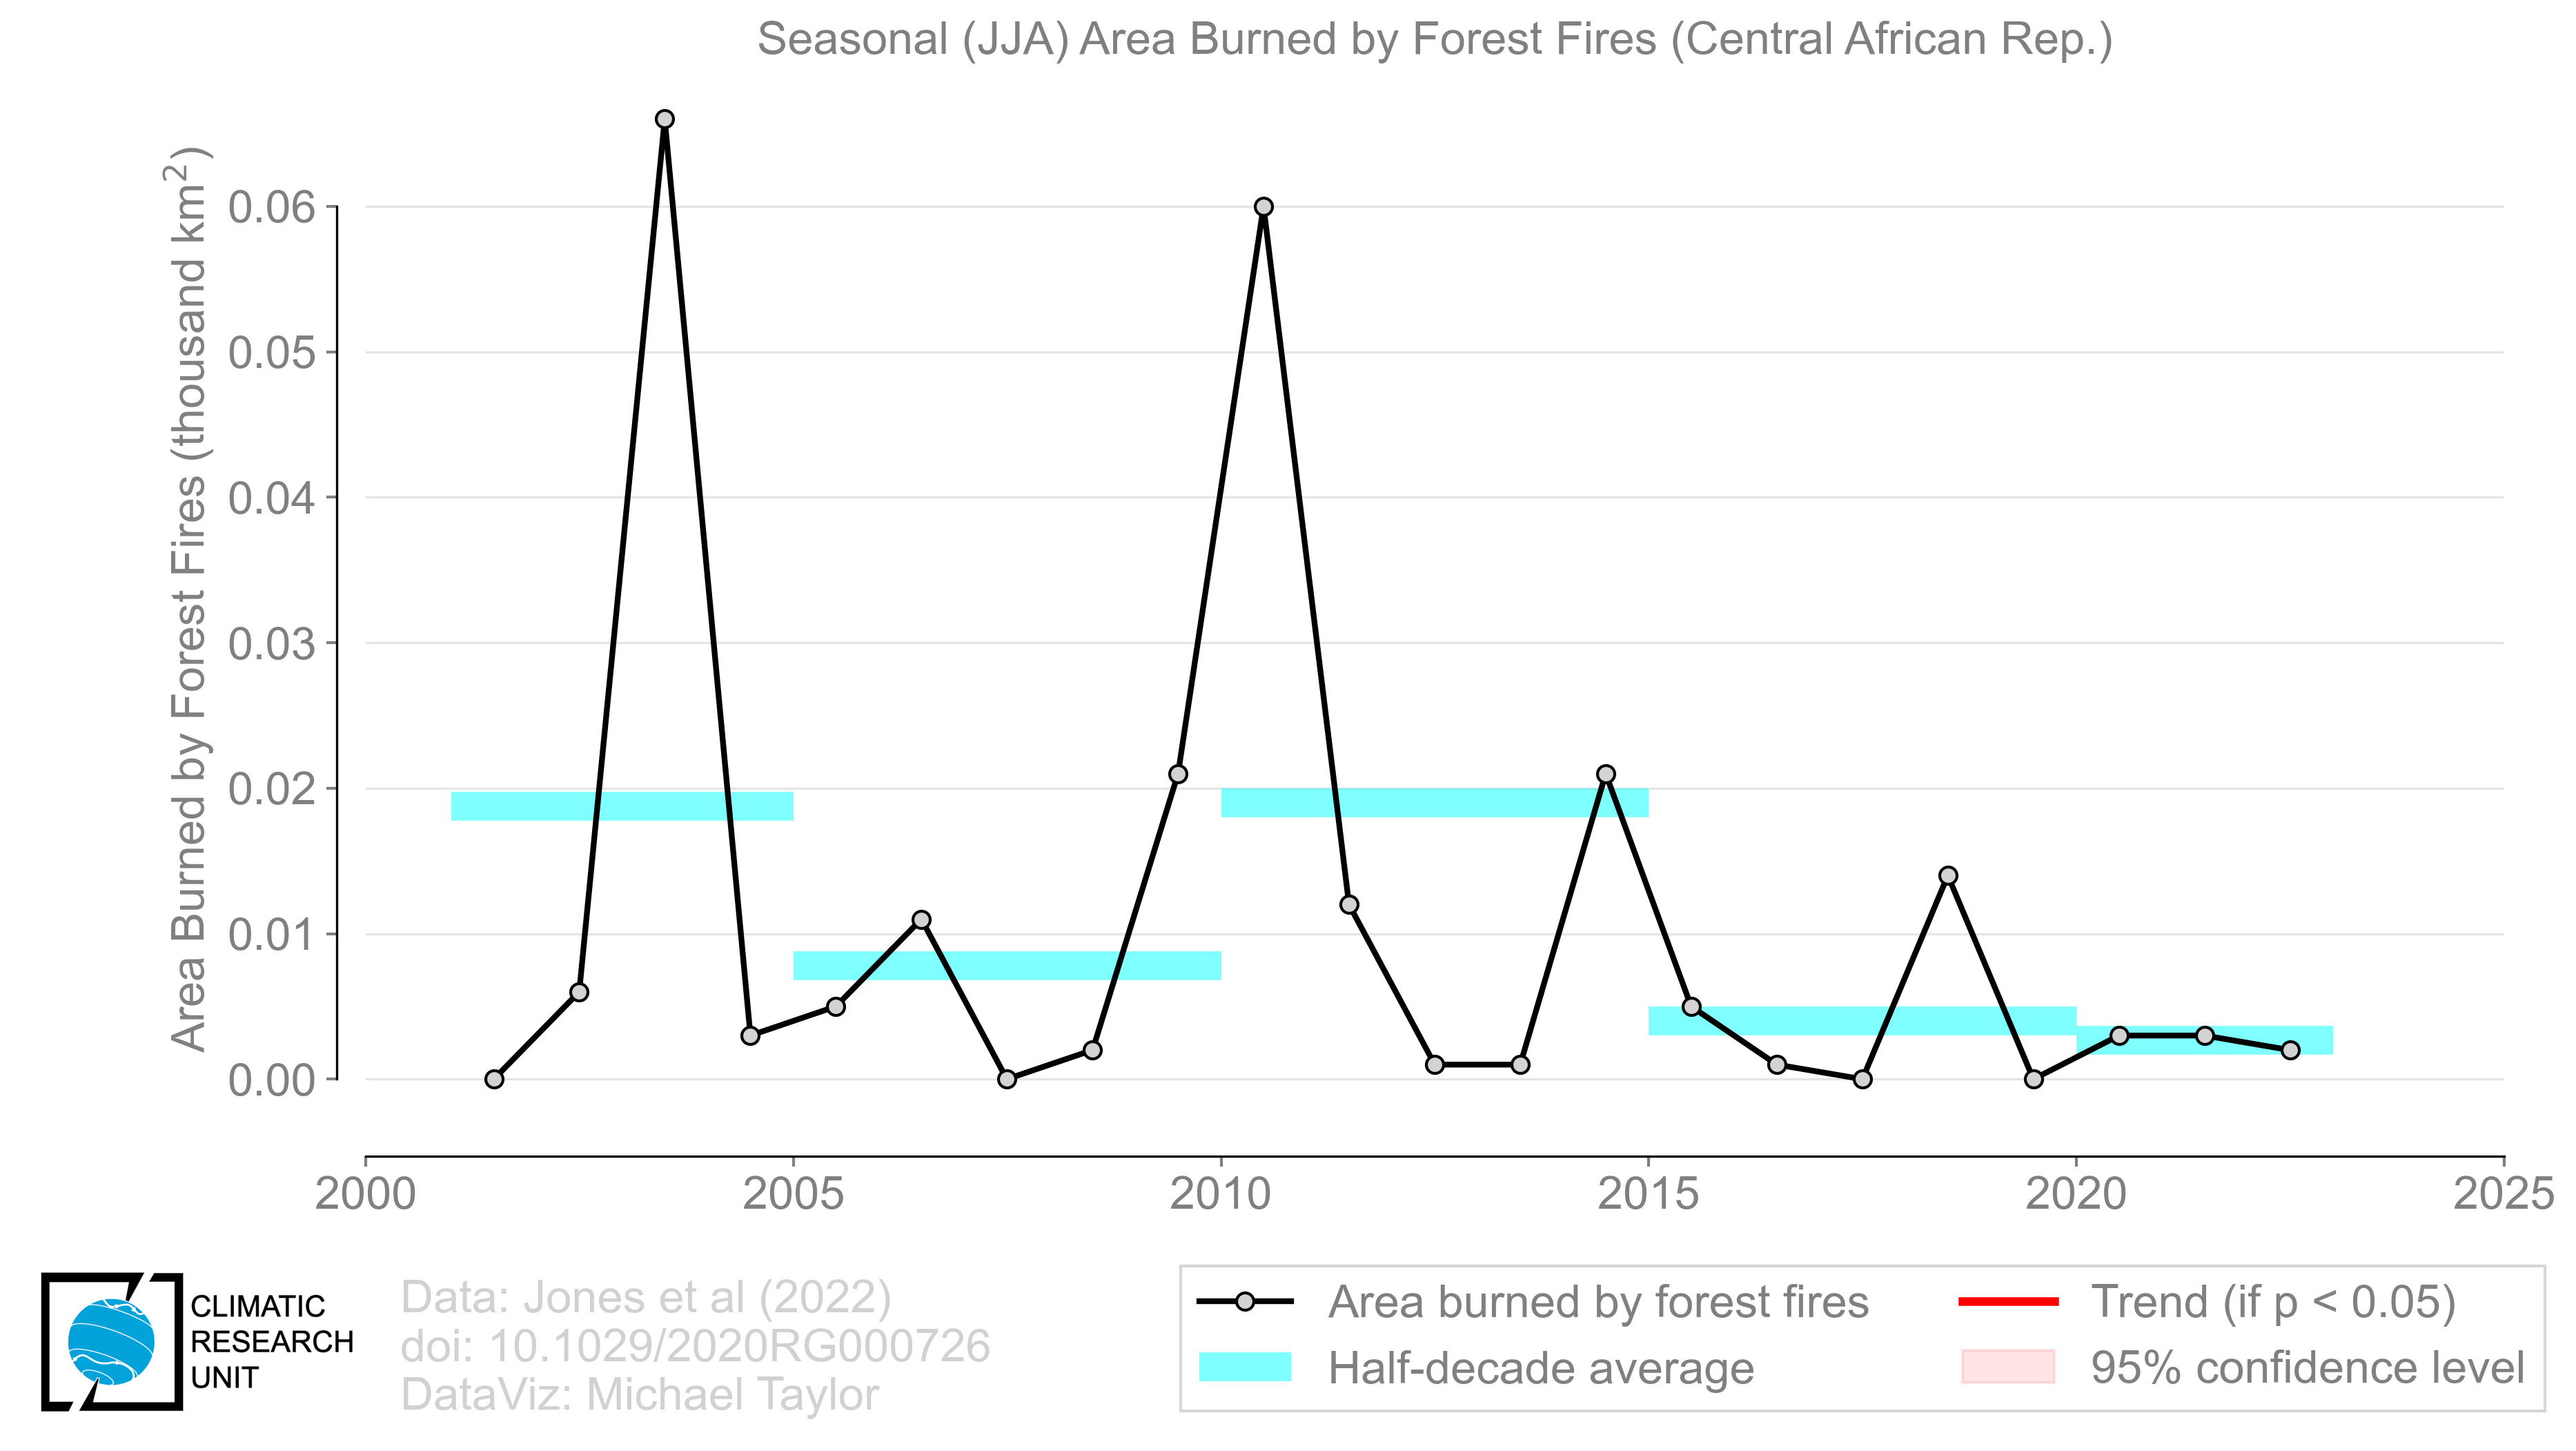 Seasonal (JJA) Area Burned by Forest Fires (Central African Rep.)
Area Burned by Forest Fires (thousand km²)
0.06
0.05
0.04
0.03
0.02
0.01
0.00
2000 2005 2010 2015 2020 2025
CLIMATIC
RESEARCH
UNIT
Data: Jones et al (2022)
doi: 10.1029/2020RG000726
DataViz: Michael Taylor
Area burned by forest fires
Half-decade average
Trend (if p < 0.05)
95% confidence level